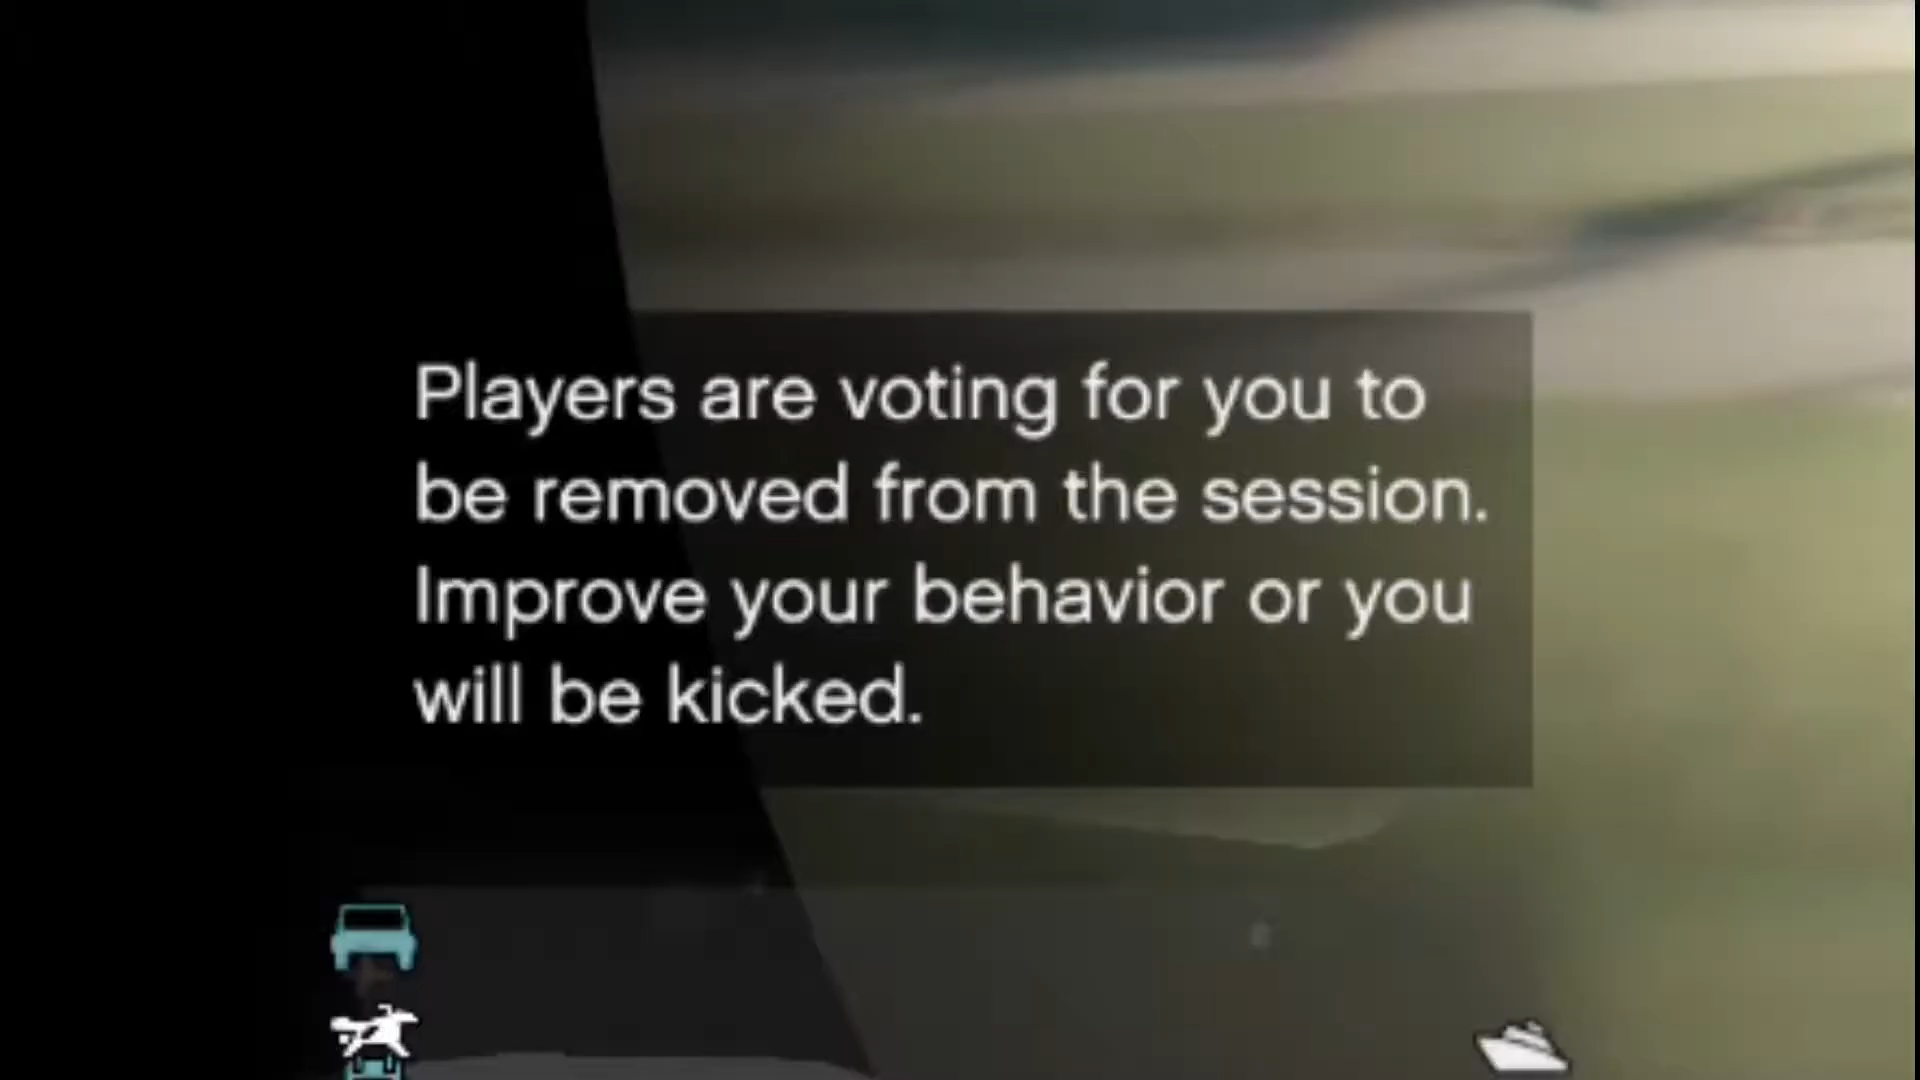 Players are voting for you to
be removed from the session.
Improve your behavior or you
will be kicked.